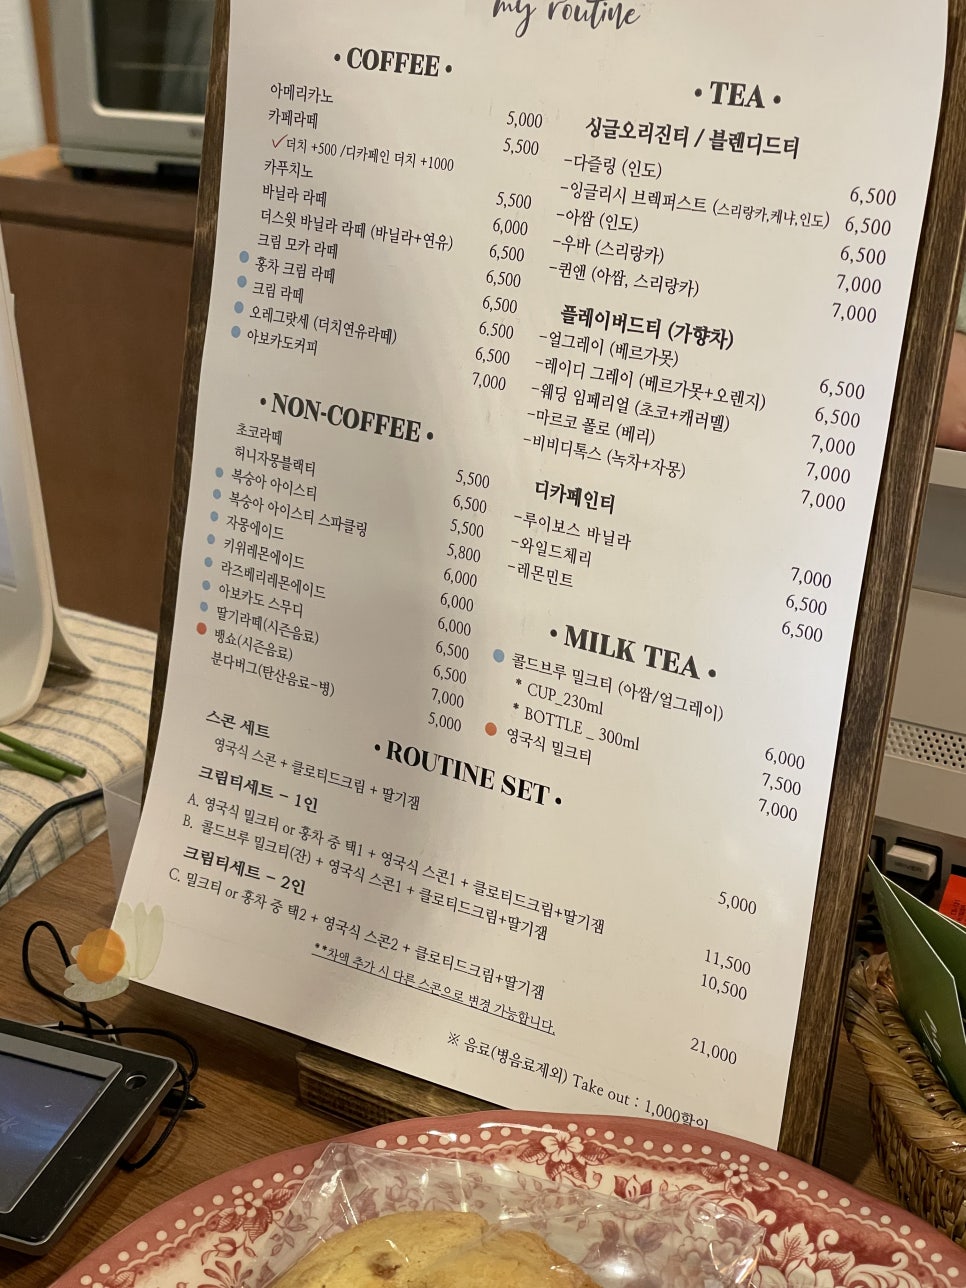 my routine
• COFFEE •
아메리카노 5,000
카페라떼 5,500
✓더치 +500 /디카페인 더치 +1000
카푸치노 5,500
바닐라 라떼 6,000
더스윗 바닐라 라떼 (바닐라+연유) 6,500
크림 모카 라떼 6,500
홍차 크림 라떼 6,500
크림 라떼 6,500
오레그랏세 (더치연유라떼) 6,500
아보카도커피 7,000
• NON-COFFEE •
초코라떼 5,500
허니자몽블랙티 6,500
복숭아 아이스티 5,500
복숭아 아이스티 스파클링 5,800
자몽에이드 6,000
키위레몬에이드 6,000
라즈베리레몬에이드 6,000
아보카도 스무디 6,500
딸기라떼(시즌음료) 6,500
뱅쇼(시즌음료) 7,000
분다버그(탄산음료-병) 5,000
• TEA •
싱글오리진티 / 블렌디드티
-다즐링 (인도) 6,500
-잉글리시 브렉퍼스트 (스리랑카,케냐,인도) 6,500
-아쌈 (인도) 6,500
-우바 (스리랑카) 7,000
-퀸앤 (아쌈, 스리랑카) 7,000
플레이버드티 (가향차)
-얼그레이 (베르가못) 6,500
-레이디 그레이 (베르가못+오렌지) 6,500
-웨딩 임페리얼 (초코+캐러멜) 7,000
-마르코 폴로 (베리) 7,000
-비비디톡스 (녹차+자몽) 7,000
디카페인티
-루이보스 바닐라 7,000
-와일드체리 6,500
-레몬민트 6,500
• MILK TEA •
콜드브루 밀크티 (아쌈/얼그레이)
* CUP_230ml 6,000
* BOTTLE _ 300ml 7,500
영국식 밀크티 7,000
• ROUTINE SET •
스콘 세트
영국식 스콘 + 클로티드크림 + 딸기잼 5,000
크림티세트 - 1인
A. 영국식 밀크티 or 홍차 중 택1 + 영국식 스콘1 + 클로티드크림+딸기잼 11,500
B. 콜드브루 밀크티(잔) + 영국식 스콘1 + 클로티드크림+딸기잼 10,500
크림티세트 - 2인
C. 밀크티 or 홍차 중 택2 + 영국식 스콘2 + 클로티드크림+딸기잼 21,000
**차액 추가 시 다른 스콘으로 변경 가능합니다.
※ 음료(병음료제외) Take out : 1,000할인